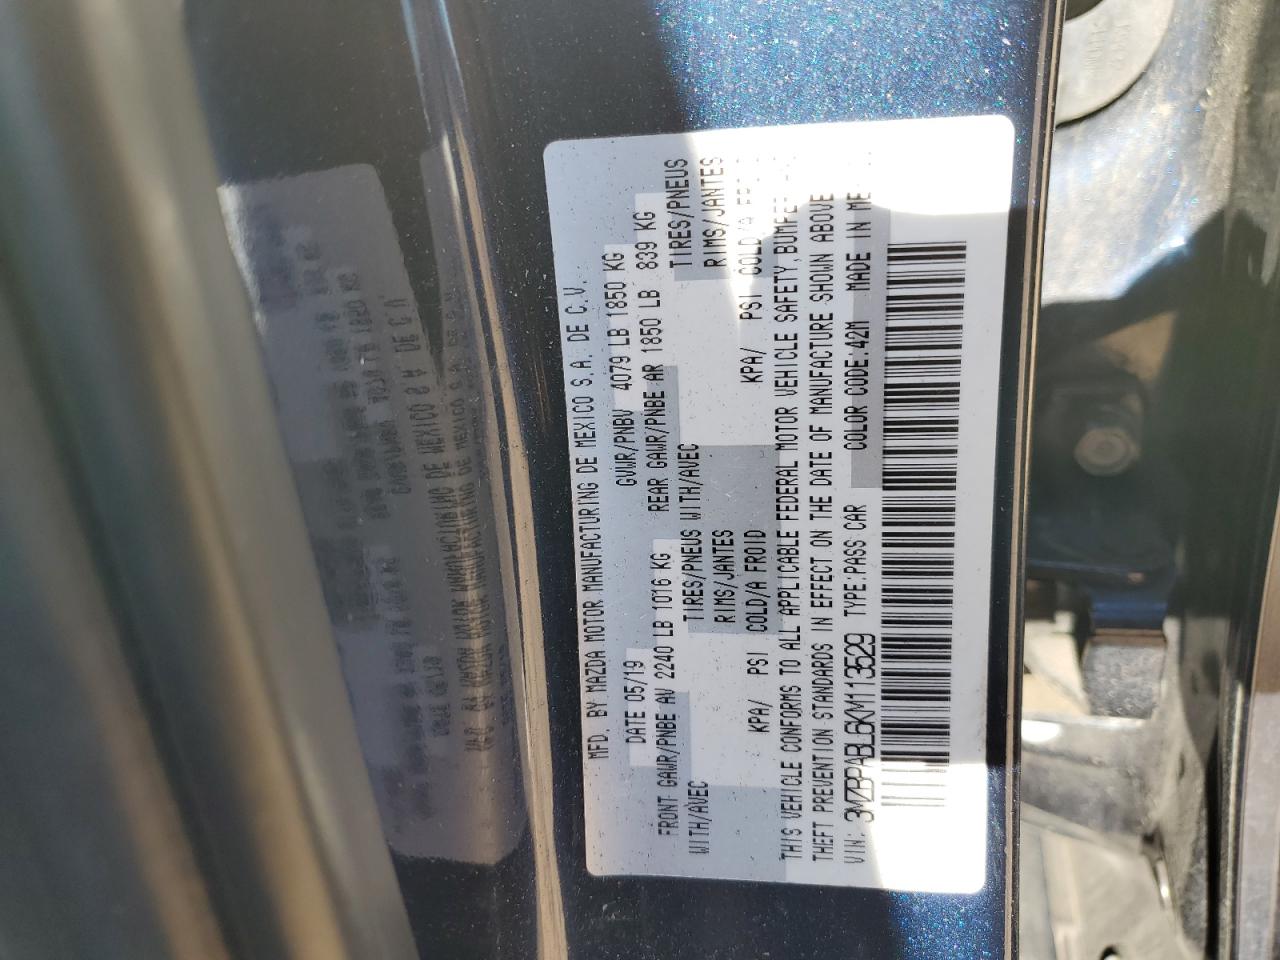 MFD. BY MAZDA MOTOR MANUFACTURING DE MEXICO S.A. DE C.V.
DATE 05/19 GVWR/PNBV 4079 LB 1850 KG
FRONT GAWR/PNBE AV 2240 LB 1016 KG REAR GAWR/PNBE AR 1850 LB 839 KG
WITH/AVEC TIRES/PNEUS WITH/AVEC TIRES/PNEUS
RIMS/JANTES RIMS/JANTES
KPA/ PSI COLD/A FROID KPA/ PSI COLD/A
THIS VEHICLE CONFORMS TO ALL APPLICABLE FEDERAL MOTOR VEHICLE SAFETY,
THEFT PREVENTION STANDARDS IN EFFECT ON THE DATE OF MANUFACTURE SHOWN ABOVE
VIN: 3MZBPABL6KM113529 TYPE:PASS CAR COLOR CODE:42M MADE IN